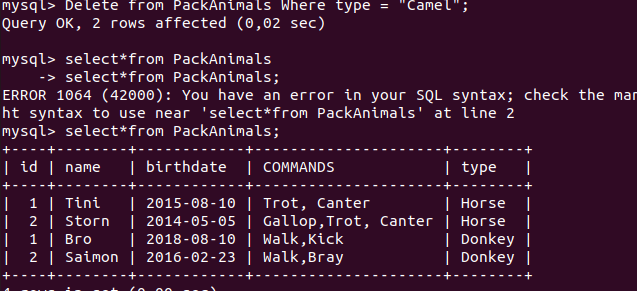 mysql> Delete from PackAnimals Where type = "Camel";
Query OK, 2 rows affected (0,02 sec)
mysql> select*from PackAnimals
    -> select*from PackAnimals;
ERROR 1064 (42000): You have an error in your SQL syntax; check the
ht syntax to use near 'select*from PackAnimals' at line 2
mysql> select*from PackAnimals;
+----+--------+------------+----------------------+--------+
| id | name   | birthdate  | COMMANDS             | type   |
+----+--------+------------+----------------------+--------+
|  1 | Tini   | 2015-08-10 | Trot, Canter         | Horse  |
|  2 | Storn  | 2014-05-05 | Gallop,Trot, Canter  | Horse  |
|  1 | Bro    | 2018-08-10 | Walk,Kick            | Donkey |
|  2 | Saimon | 2016-02-23 | Walk,Bray            | Donkey |
+----+--------+------------+----------------------+--------+